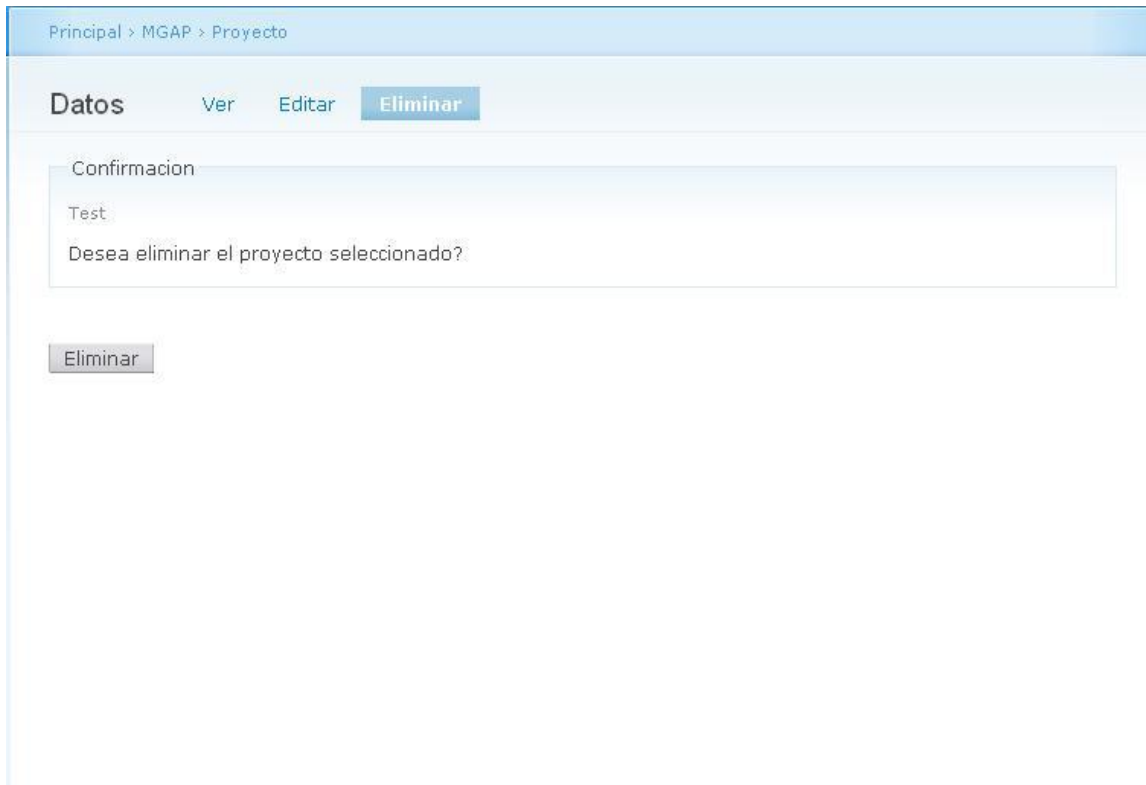 Principal > MGAP > Proyecto
Datos Ver Editar Eliminar
Confirmacion
Test
Desea eliminar el proyecto seleccionado?
Eliminar